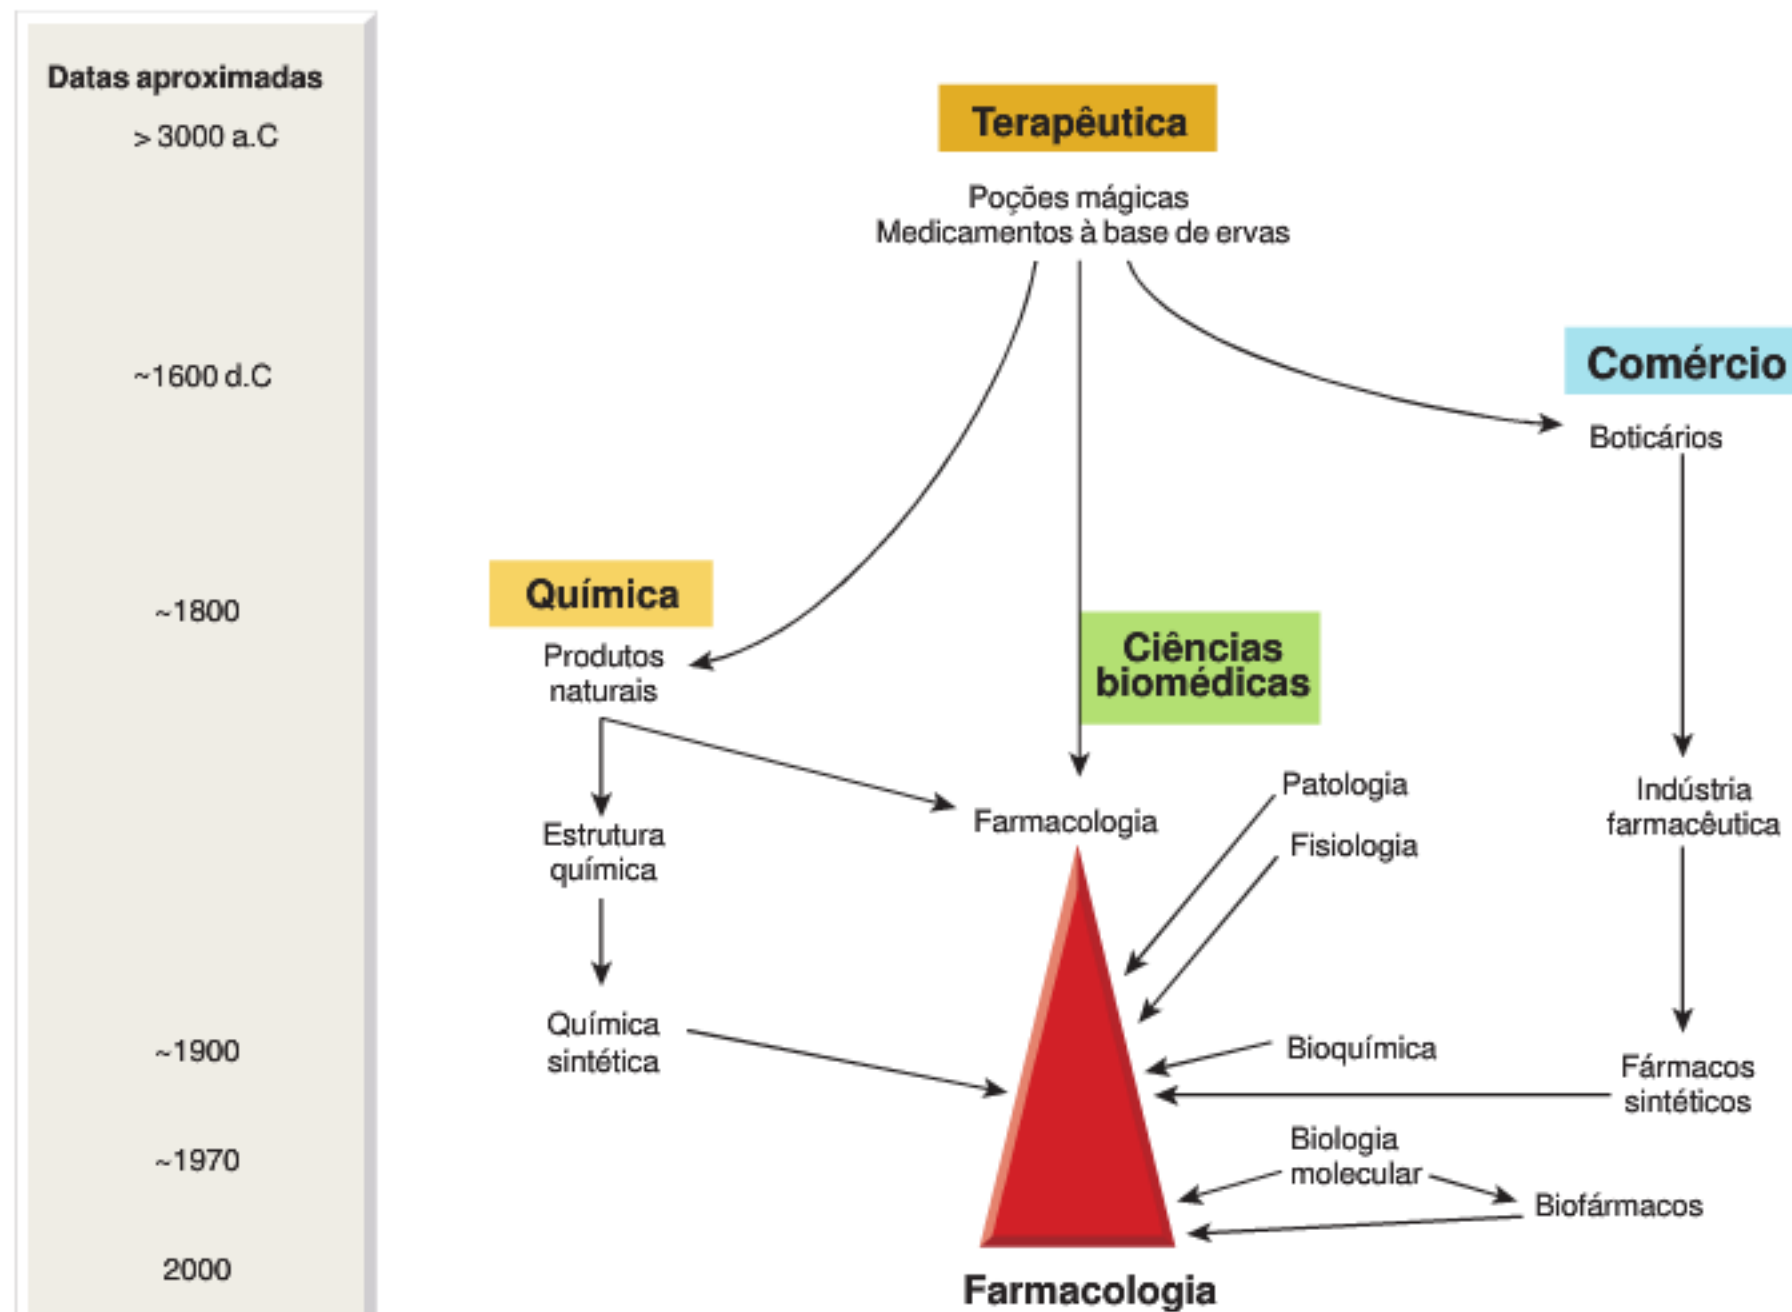 Datas aproximadas
> 3000 a.C
~1600 d.C
~1800
~1900
~1970
2000
Terapêutica
Poções mágicas
Medicamentos à base de ervas
Comércio
Boticários
Química
Produtos
naturais
Ciências
biomédicas
Patologia
Indústria
farmacêutica
Farmacologia
Estrutura
química
Fisiologia
Química
sintética
Bioquímica
Fármacos
sintéticos
Biologia
molecular
Biofármacos
Farmacologia